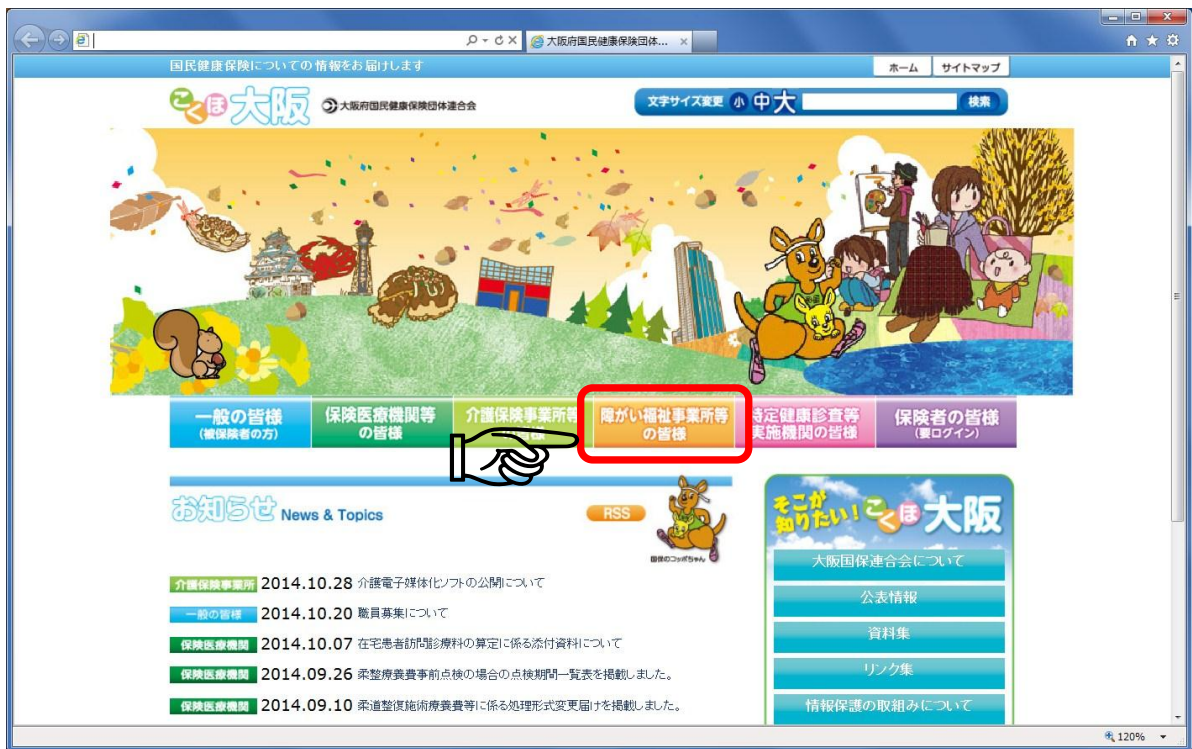 大阪府国民健康保険団体...
国民健康保険についての情報をお届けします
ホーム サイトマップ
こくほ大阪 大阪府国民健康保険団体連合会
文字サイズ変更 小 中 大 検索
一般の皆様
(被保険者の方)
保険医療機関等
の皆様
介護保険事業所等
障がい福祉事業所等
の皆様
特定健康診査等
実施機関の皆様
保険者の皆様
(要ログイン)
お知らせ News & Topics
RSS
国保のコッポちゃん
介護保険事業所 2014.10.28 介護電子媒体化ソフトの公開について
一般の皆様 2014.10.20 職員募集について
保険医療機関 2014.10.07 在宅患者訪問診療料の算定に係る添付資料について
保険医療機関 2014.09.26 柔整療養費事前点検の場合の点検期間一覧表を掲載しました。
保険医療機関 2014.09.10 柔道整復施術療養費等に係る処理形式変更届けを掲載しました。
そこが
知りたい!こくほ大阪
大阪国保連合会について
公表情報
資料集
リンク集
情報保護の取組みについて
120%